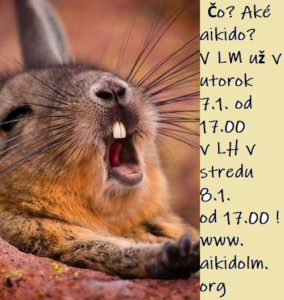 Čo? Aké
aikido?
V LM už v
utorok
7.1. od
17.00
V LH v
stredu
8.1.
od 17.00 !
www.
aikidolm.
org